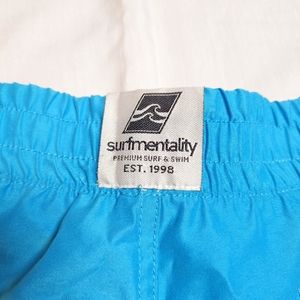 surfmentality
PREMIUM SURF & SWIM
EST. 1998